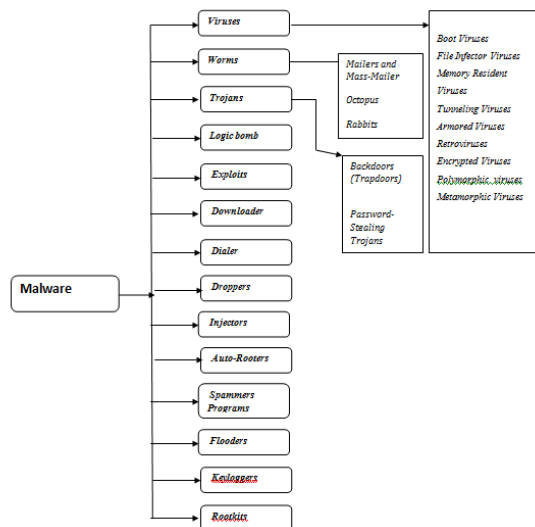 Malware
Viruses
Worms
Trojans
Logic bomb
Exploits
Downloader
Dialer
Droppers
Injectors
Auto-Rooters
Spammers
Programs
Flooders
Keyloggers
Rootkits
Mailers and
Mass-Mailer
Octopus
Rabbits
Backdoors
(Trapdoors)
Password-
Stealing
Trojans
Boot Viruses
File Infector Viruses
Memory Resident
Viruses
Tunneling Viruses
Armored Viruses
Retroviruses
Encrypted Viruses
Polymorphic viruses
Metamorphic Viruses